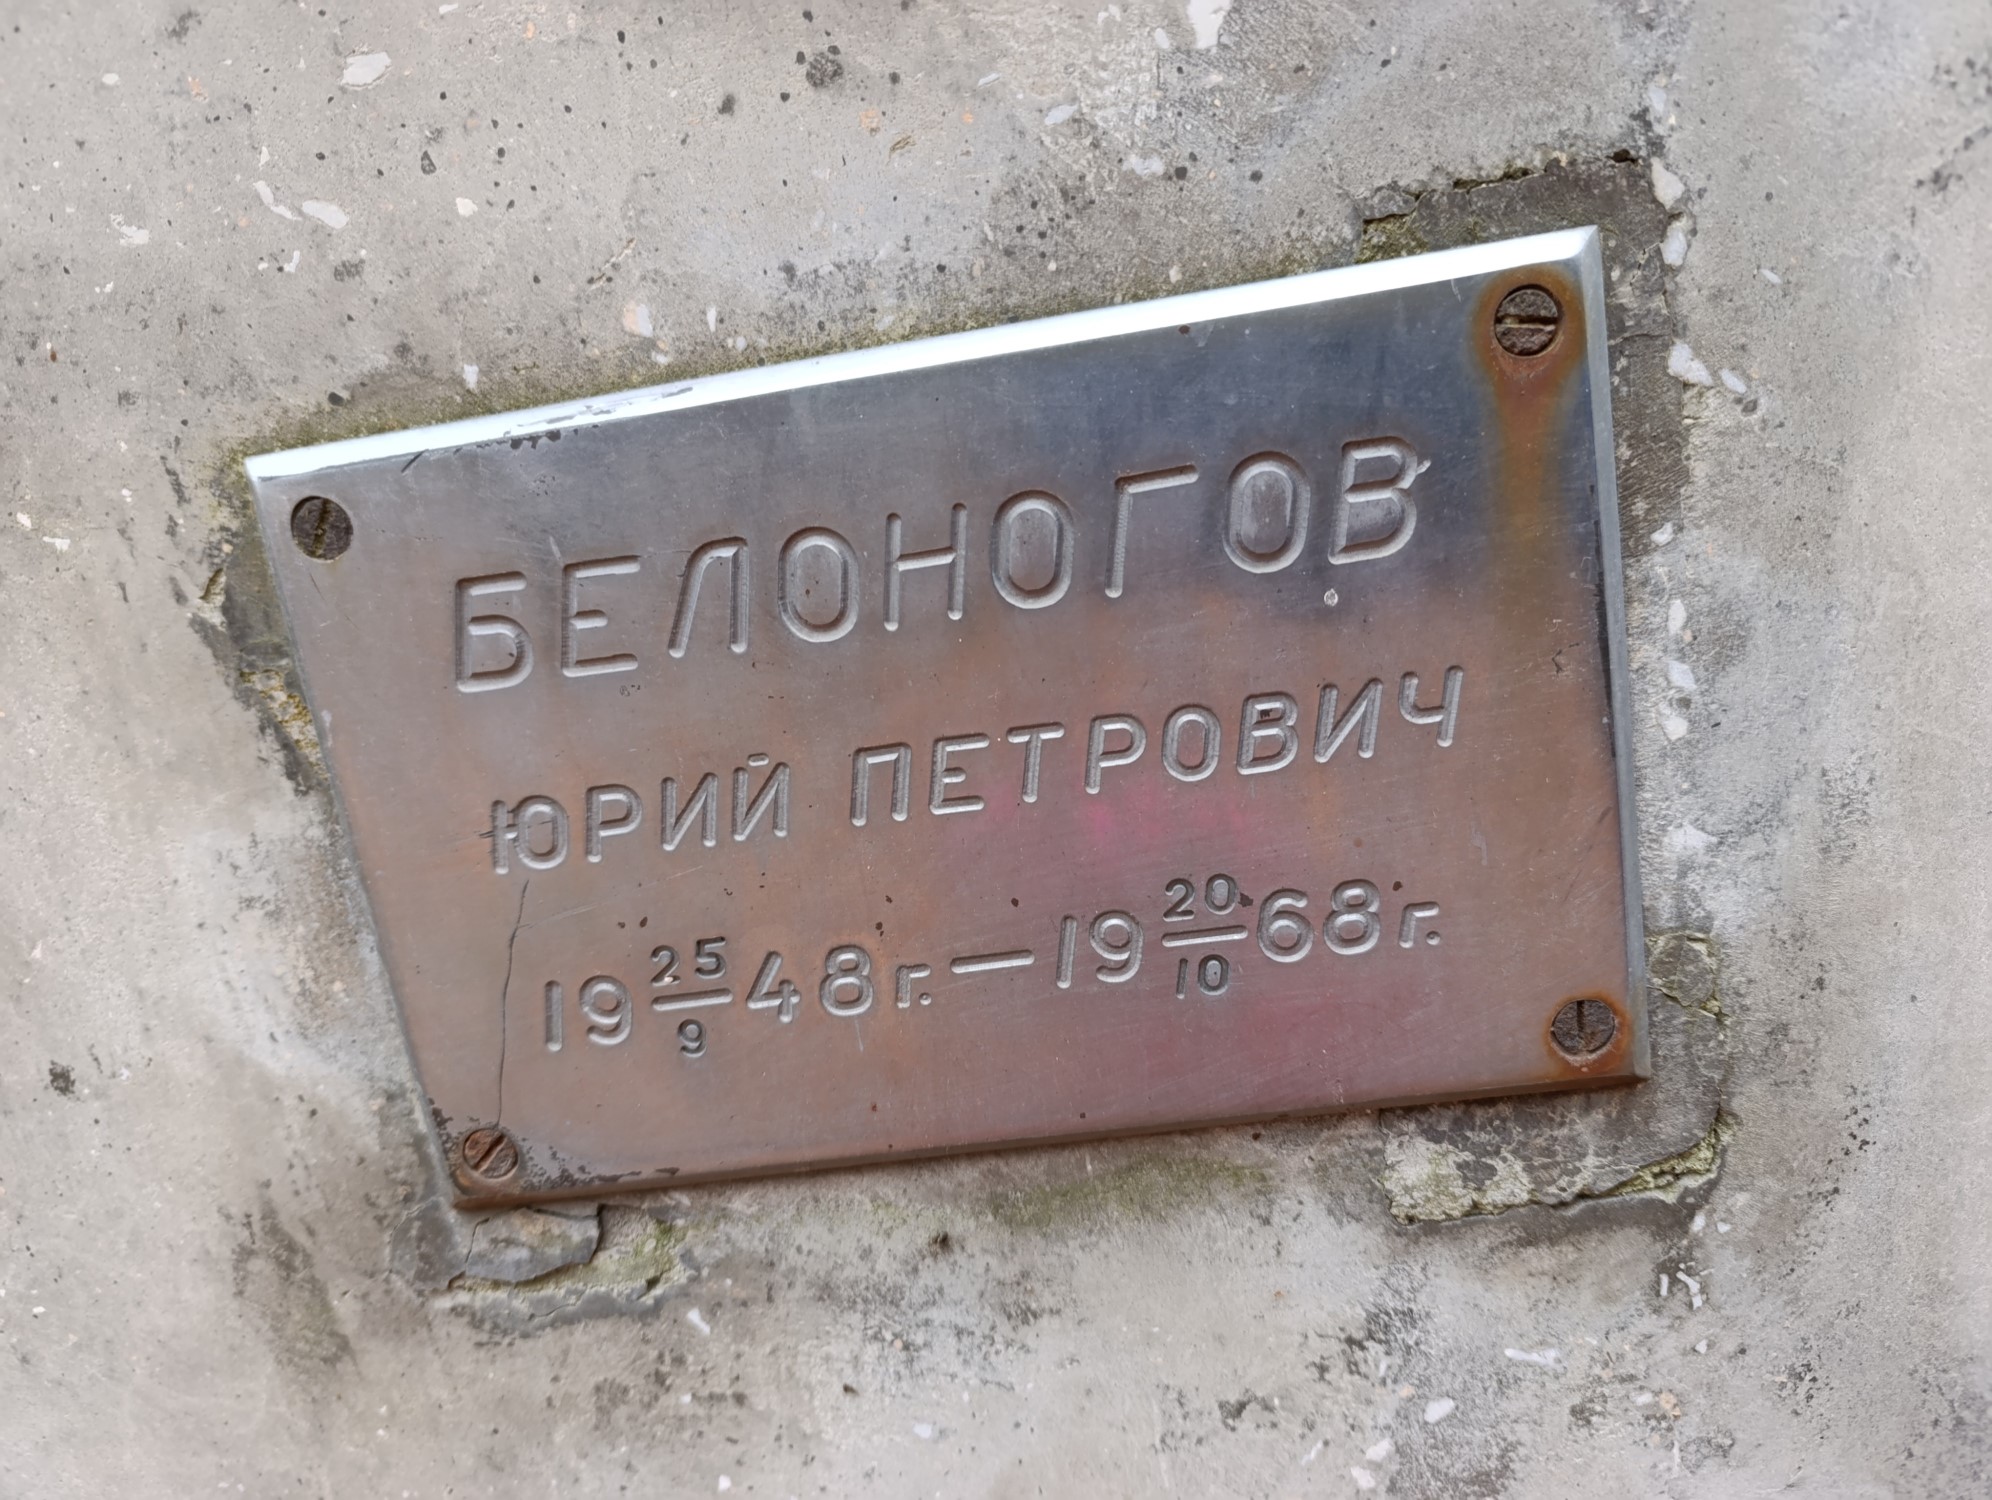 БЕЛОНОГОВ
ЮРИЙ ПЕТРОВИЧ
19 25/9 48 г. — 19 20/10 68 г.